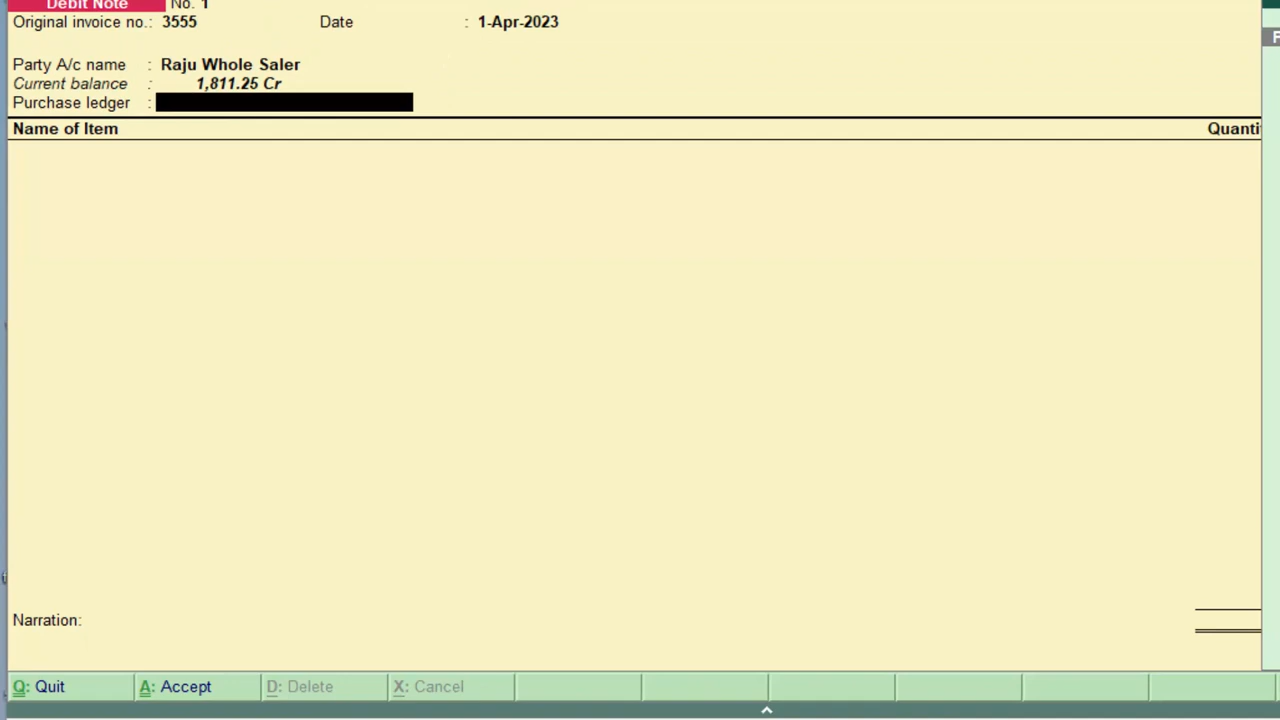 Debit Note No. 1
Original invoice no.: 3555 Date : 1-Apr-2023
Party A/c name : Raju Whole Saler
Current balance : 1,811.25 Cr
Purchase ledger :
Name of Item Quanti
Narration:
Q: Quit A: Accept D: Delete X: Cancel